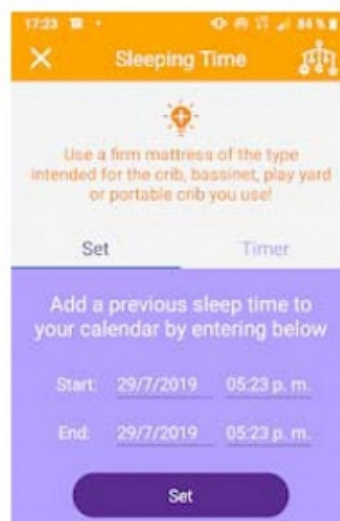 17:23 84 %
Sleeping Time
Use a firm mattress of the type
intended for the crib, bassinet, play yard
or portable crib you use!
Set Timer
Add a previous sleep time to
your calendar by entering below
Start: 29/7/2019 05:23 p. m.
End: 29/7/2019 05:23 p. m.
Set